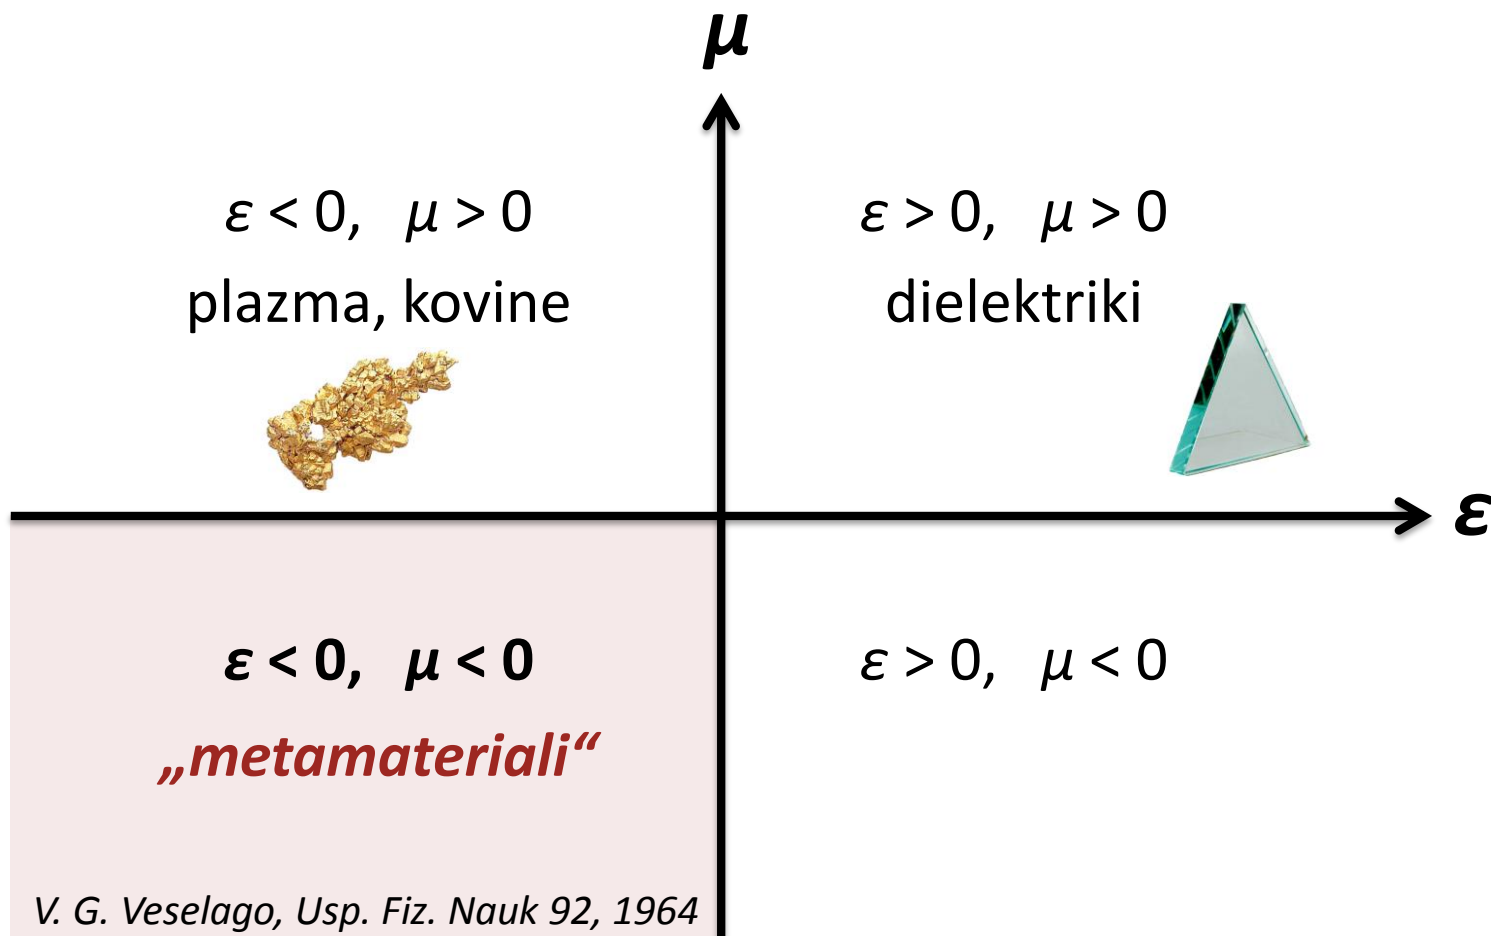 μ
ε < 0, μ > 0
plazma, kovine
ε > 0, μ > 0
dielektriki
ε
ε < 0, μ < 0
„metamateriali“
ε > 0, μ < 0
V. G. Veselago, Usp. Fiz. Nauk 92, 1964